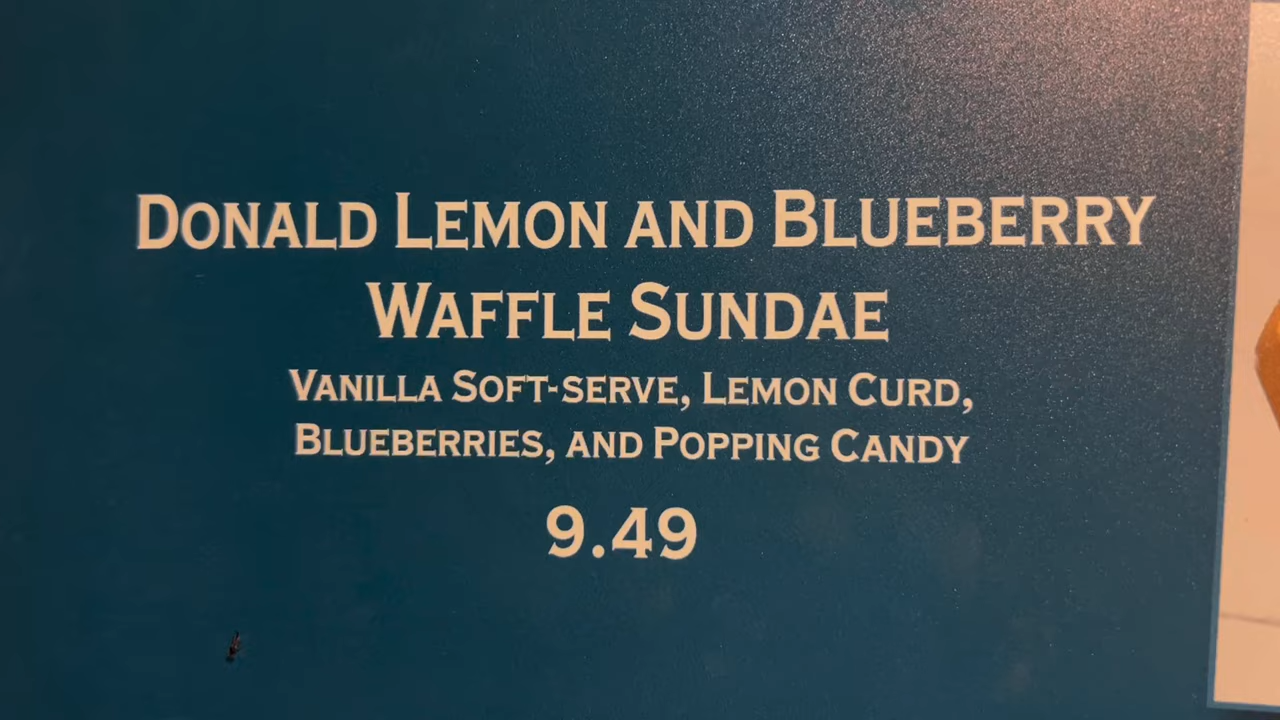 Donald Lemon and Blueberry
Waffle Sundae
Vanilla Soft-serve, Lemon Curd,
Blueberries, and Popping Candy
9.49